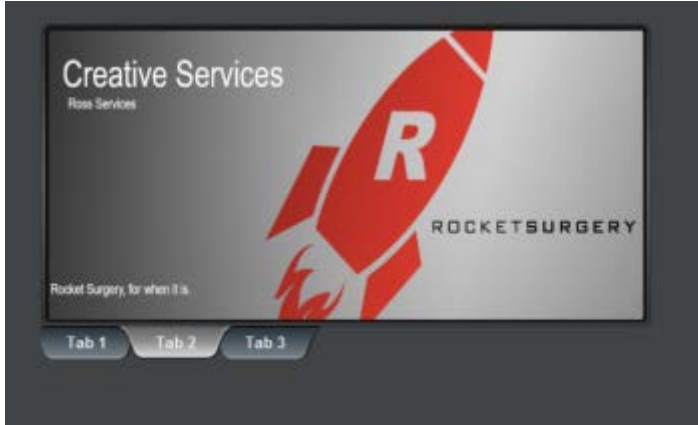 Creative Services
Ross Services
R
ROCKETSURGERY
Rocket Surgery, for when it is.
Tab 1
Tab 2
Tab 3